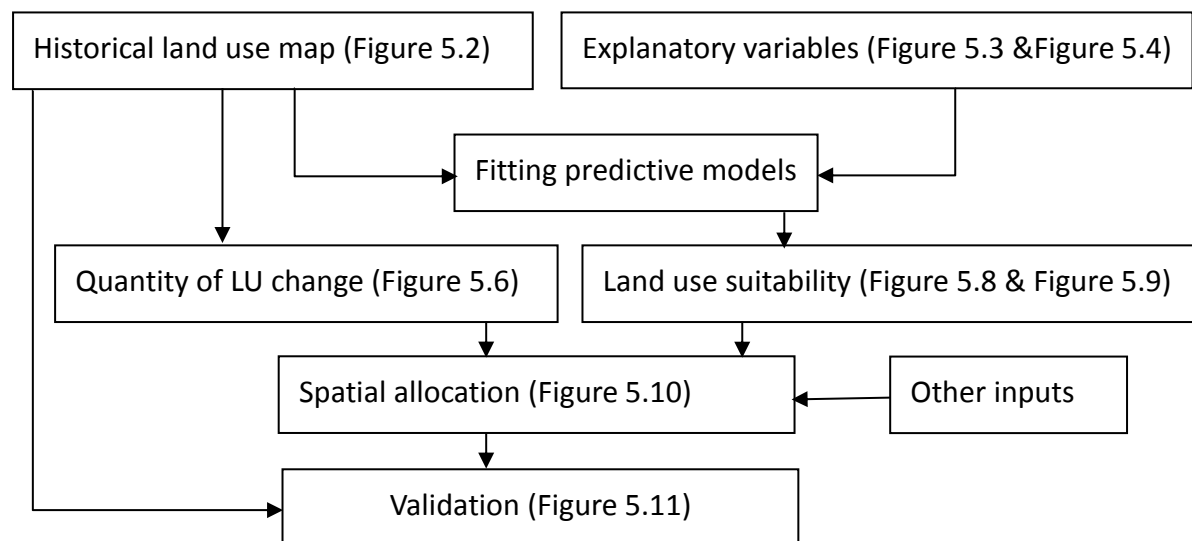 Historical land use map (Figure 5.2)
Explanatory variables (Figure 5.3 &Figure 5.4)
Fitting predictive models
Quantity of LU change (Figure 5.6)
Land use suitability (Figure 5.8 & Figure 5.9)
Spatial allocation (Figure 5.10)
Other inputs
Validation (Figure 5.11)